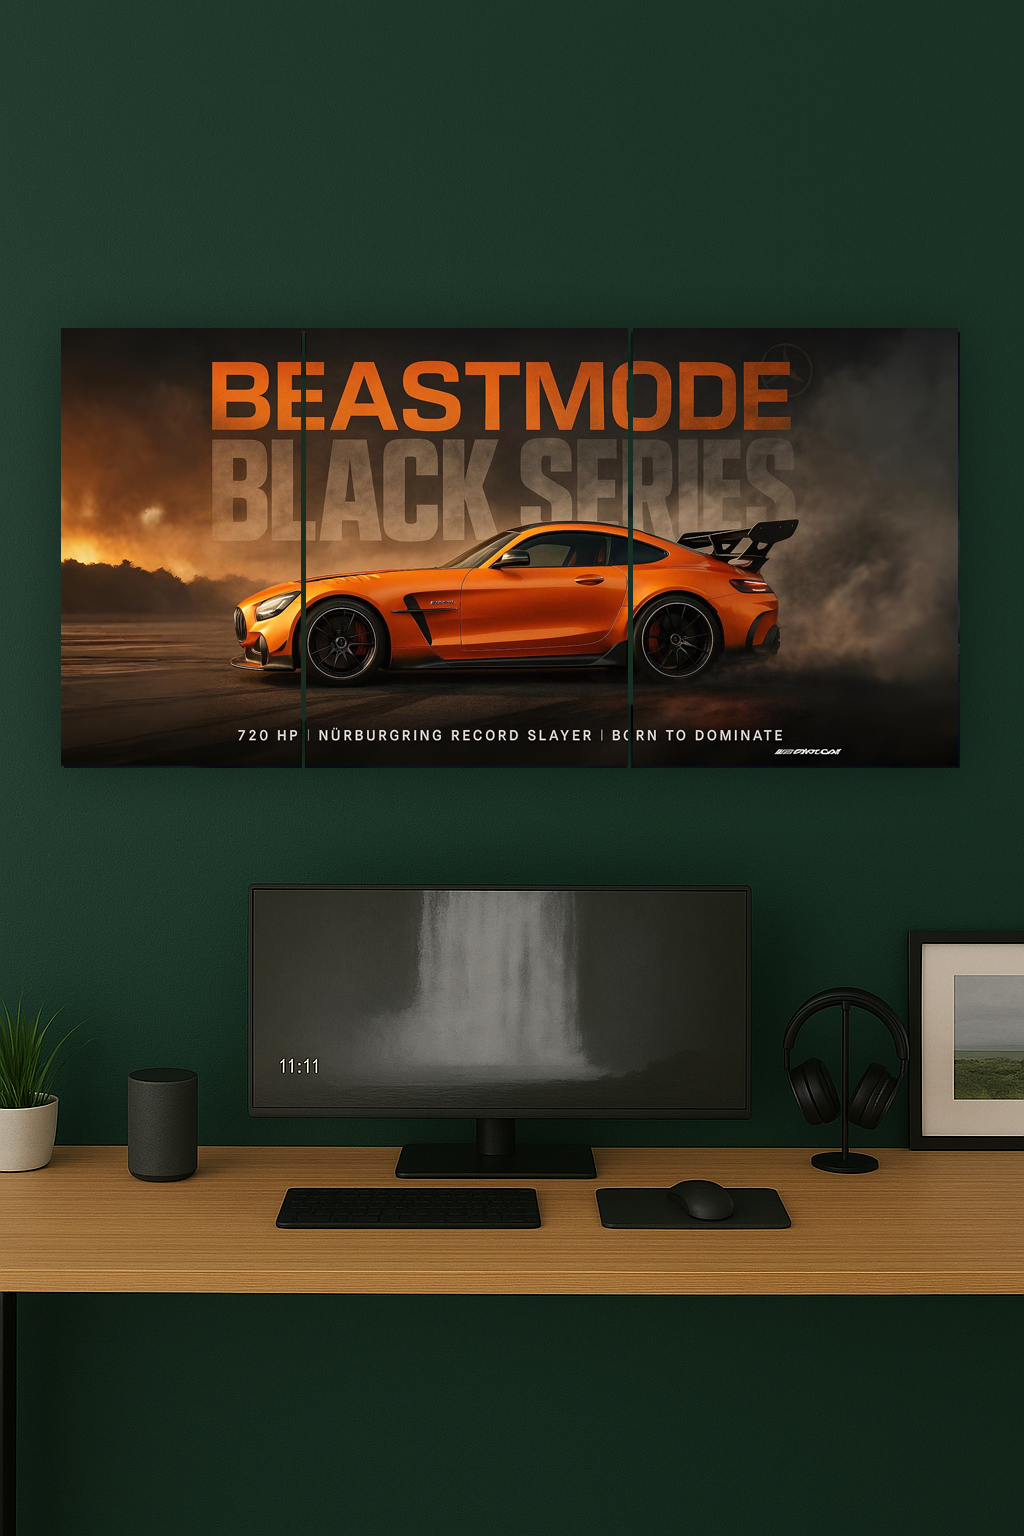 BEASTMODE
BLACK SERIES
720 HP | NÜRBURGRING RECORD SLAYER | BORN TO DOMINATE
11:11